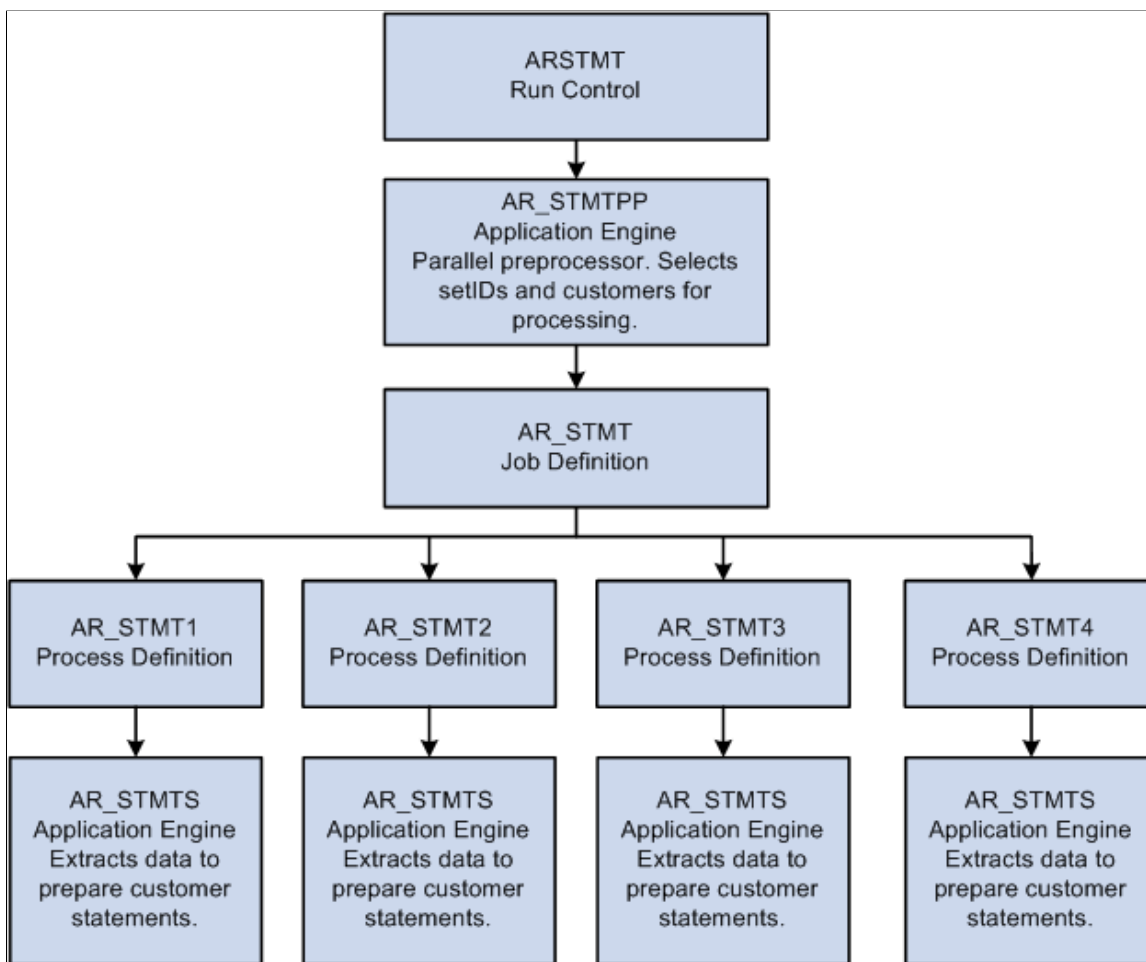 ARSTMT
Run Control
AR_STMTPP
Application Engine
Parallel preprocessor. Selects
setIDs and customers for
processing.
AR_STMT
Job Definition
AR_STMT1
Process Definition
AR_STMT2
Process Definition
AR_STMT3
Process Definition
AR_STMT4
Process Definition
AR_STMTS
Application Engine
Extracts data to
prepare customer
statements.
AR_STMTS
Application Engine
Extracts data to
prepare customer
statements.
AR_STMTS
Application Engine
Extracts data to
prepare customer
statements.
AR_STMTS
Application Engine
Extracts data to
prepare customer
statements.